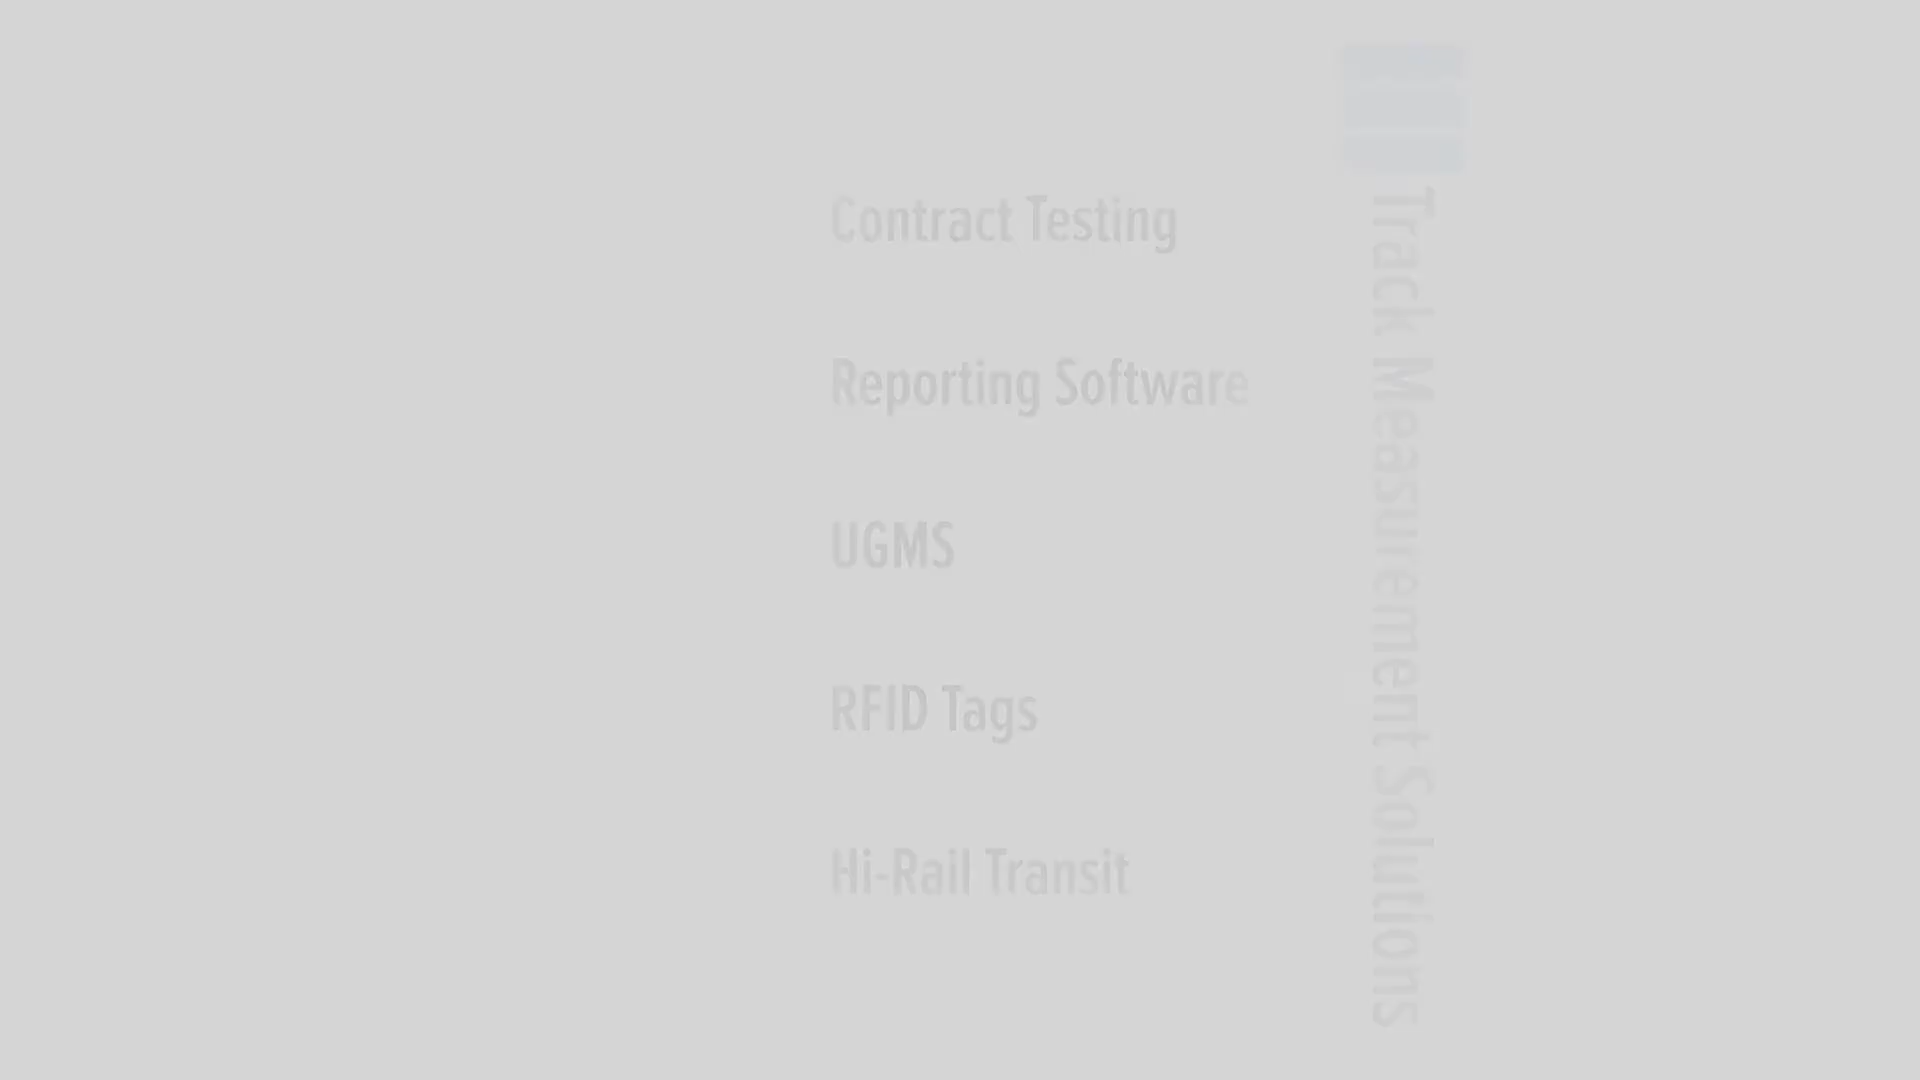 Contract Testing
Reporting Software
UGMS
RFID Tags
Hi-Rail Transit
Track Measurement Solutions